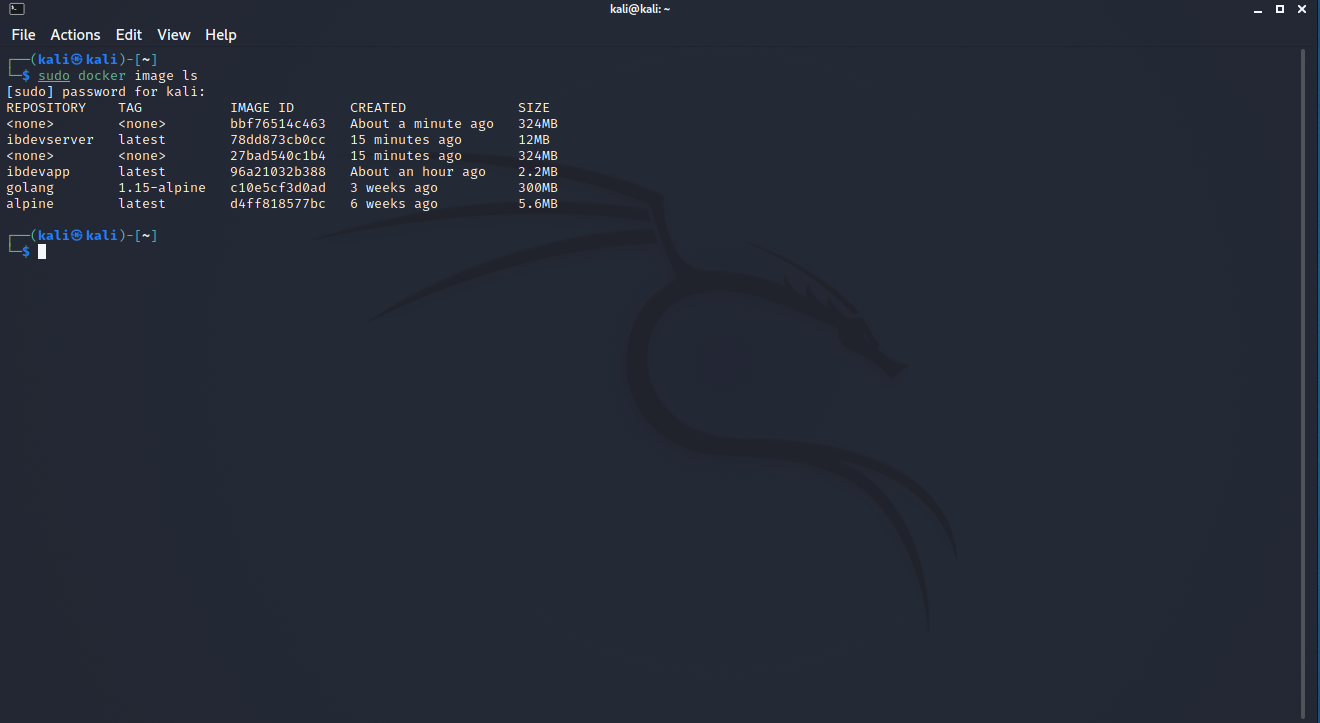 kali@kali: ~
File Actions Edit View Help
┌──(kali㉿kali)-[~]
└─$ sudo docker image ls
[sudo] password for kali:
REPOSITORY    TAG           IMAGE ID       CREATED              SIZE
<none>        <none>        bbf76514c463   About a minute ago   324MB
ibdevserver   latest        78dd873cb0cc   15 minutes ago       12MB
<none>        <none>        27bad540c1b4   15 minutes ago       324MB
ibdevapp      latest        96a21032b388   About an hour ago    2.2MB
golang        1.15-alpine   c10e5cf3d0ad   3 weeks ago          300MB
alpine        latest        d4ff818577bc   6 weeks ago          5.6MB
┌──(kali㉿kali)-[~]
└─$